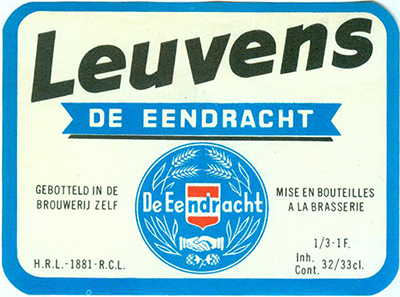 Leuvens
DE EENDRACHT
De Eendracht
GEBOTTELD IN DE
BROUWERIJ ZELF
MISE EN BOUTEILLES
A LA BRASSERIE
H.R.L.-1881-R.C.L.
1/3-1F.
Inh.
Cont. 32/33cl.